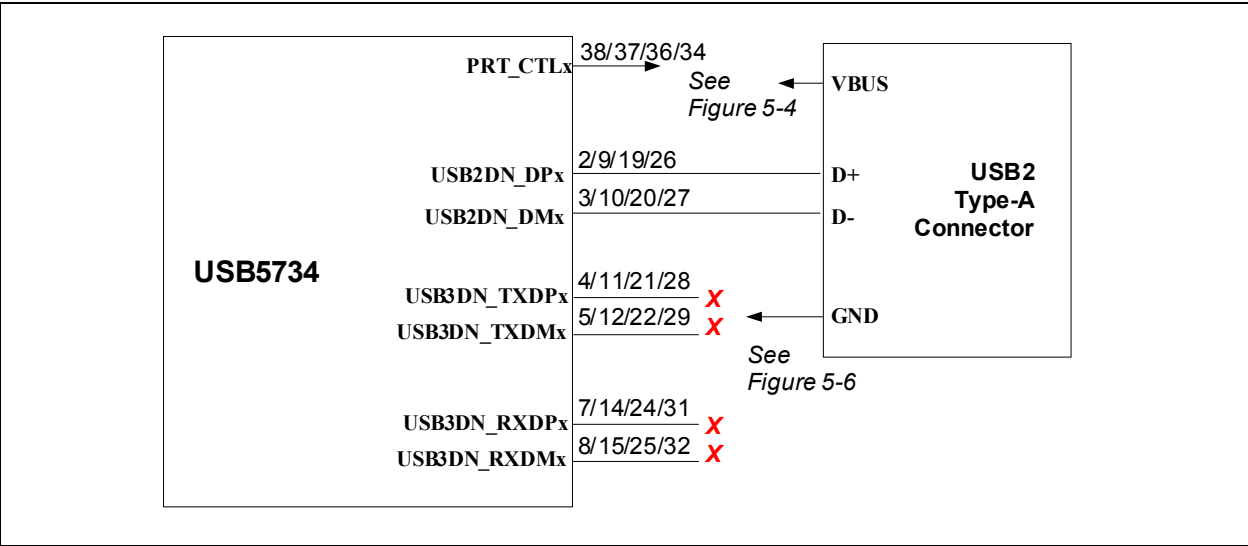 PRT_CTLx
38/37/36/34
See
Figure 5-4
VBUS
USB2DN_DPx
2/9/19/26
D+
USB2DN_DMx
3/10/20/27
D-
USB2
Type-A
Connector
USB5734
USB3DN_TXDPx
4/11/21/28
X
USB3DN_TXDMx
5/12/22/29
X
GND
See
Figure 5-6
USB3DN_RXDPx
7/14/24/31
X
USB3DN_RXDMx
8/15/25/32
X